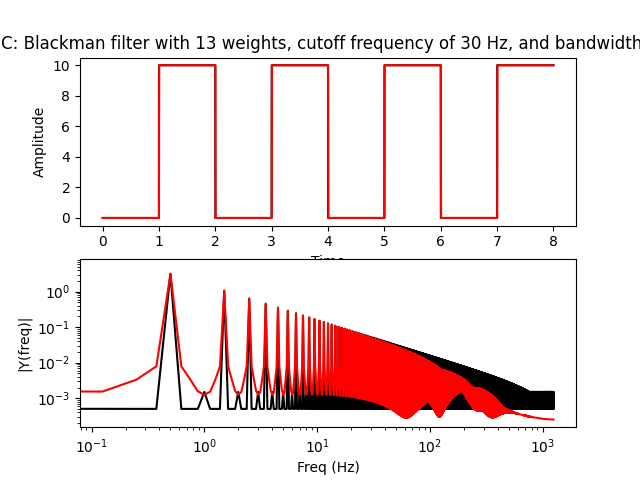 C: Blackman filter with 13 weights, cutoff frequency of 30 Hz, and bandwidth
10
8
6
4
2
0
Amplitude
0 1 2 3 4 5 6 7 8
Time
10⁰
10⁻¹
10⁻²
10⁻³
|Y(freq)|
10⁻¹ 10⁰ 10¹ 10² 10³
Freq (Hz)